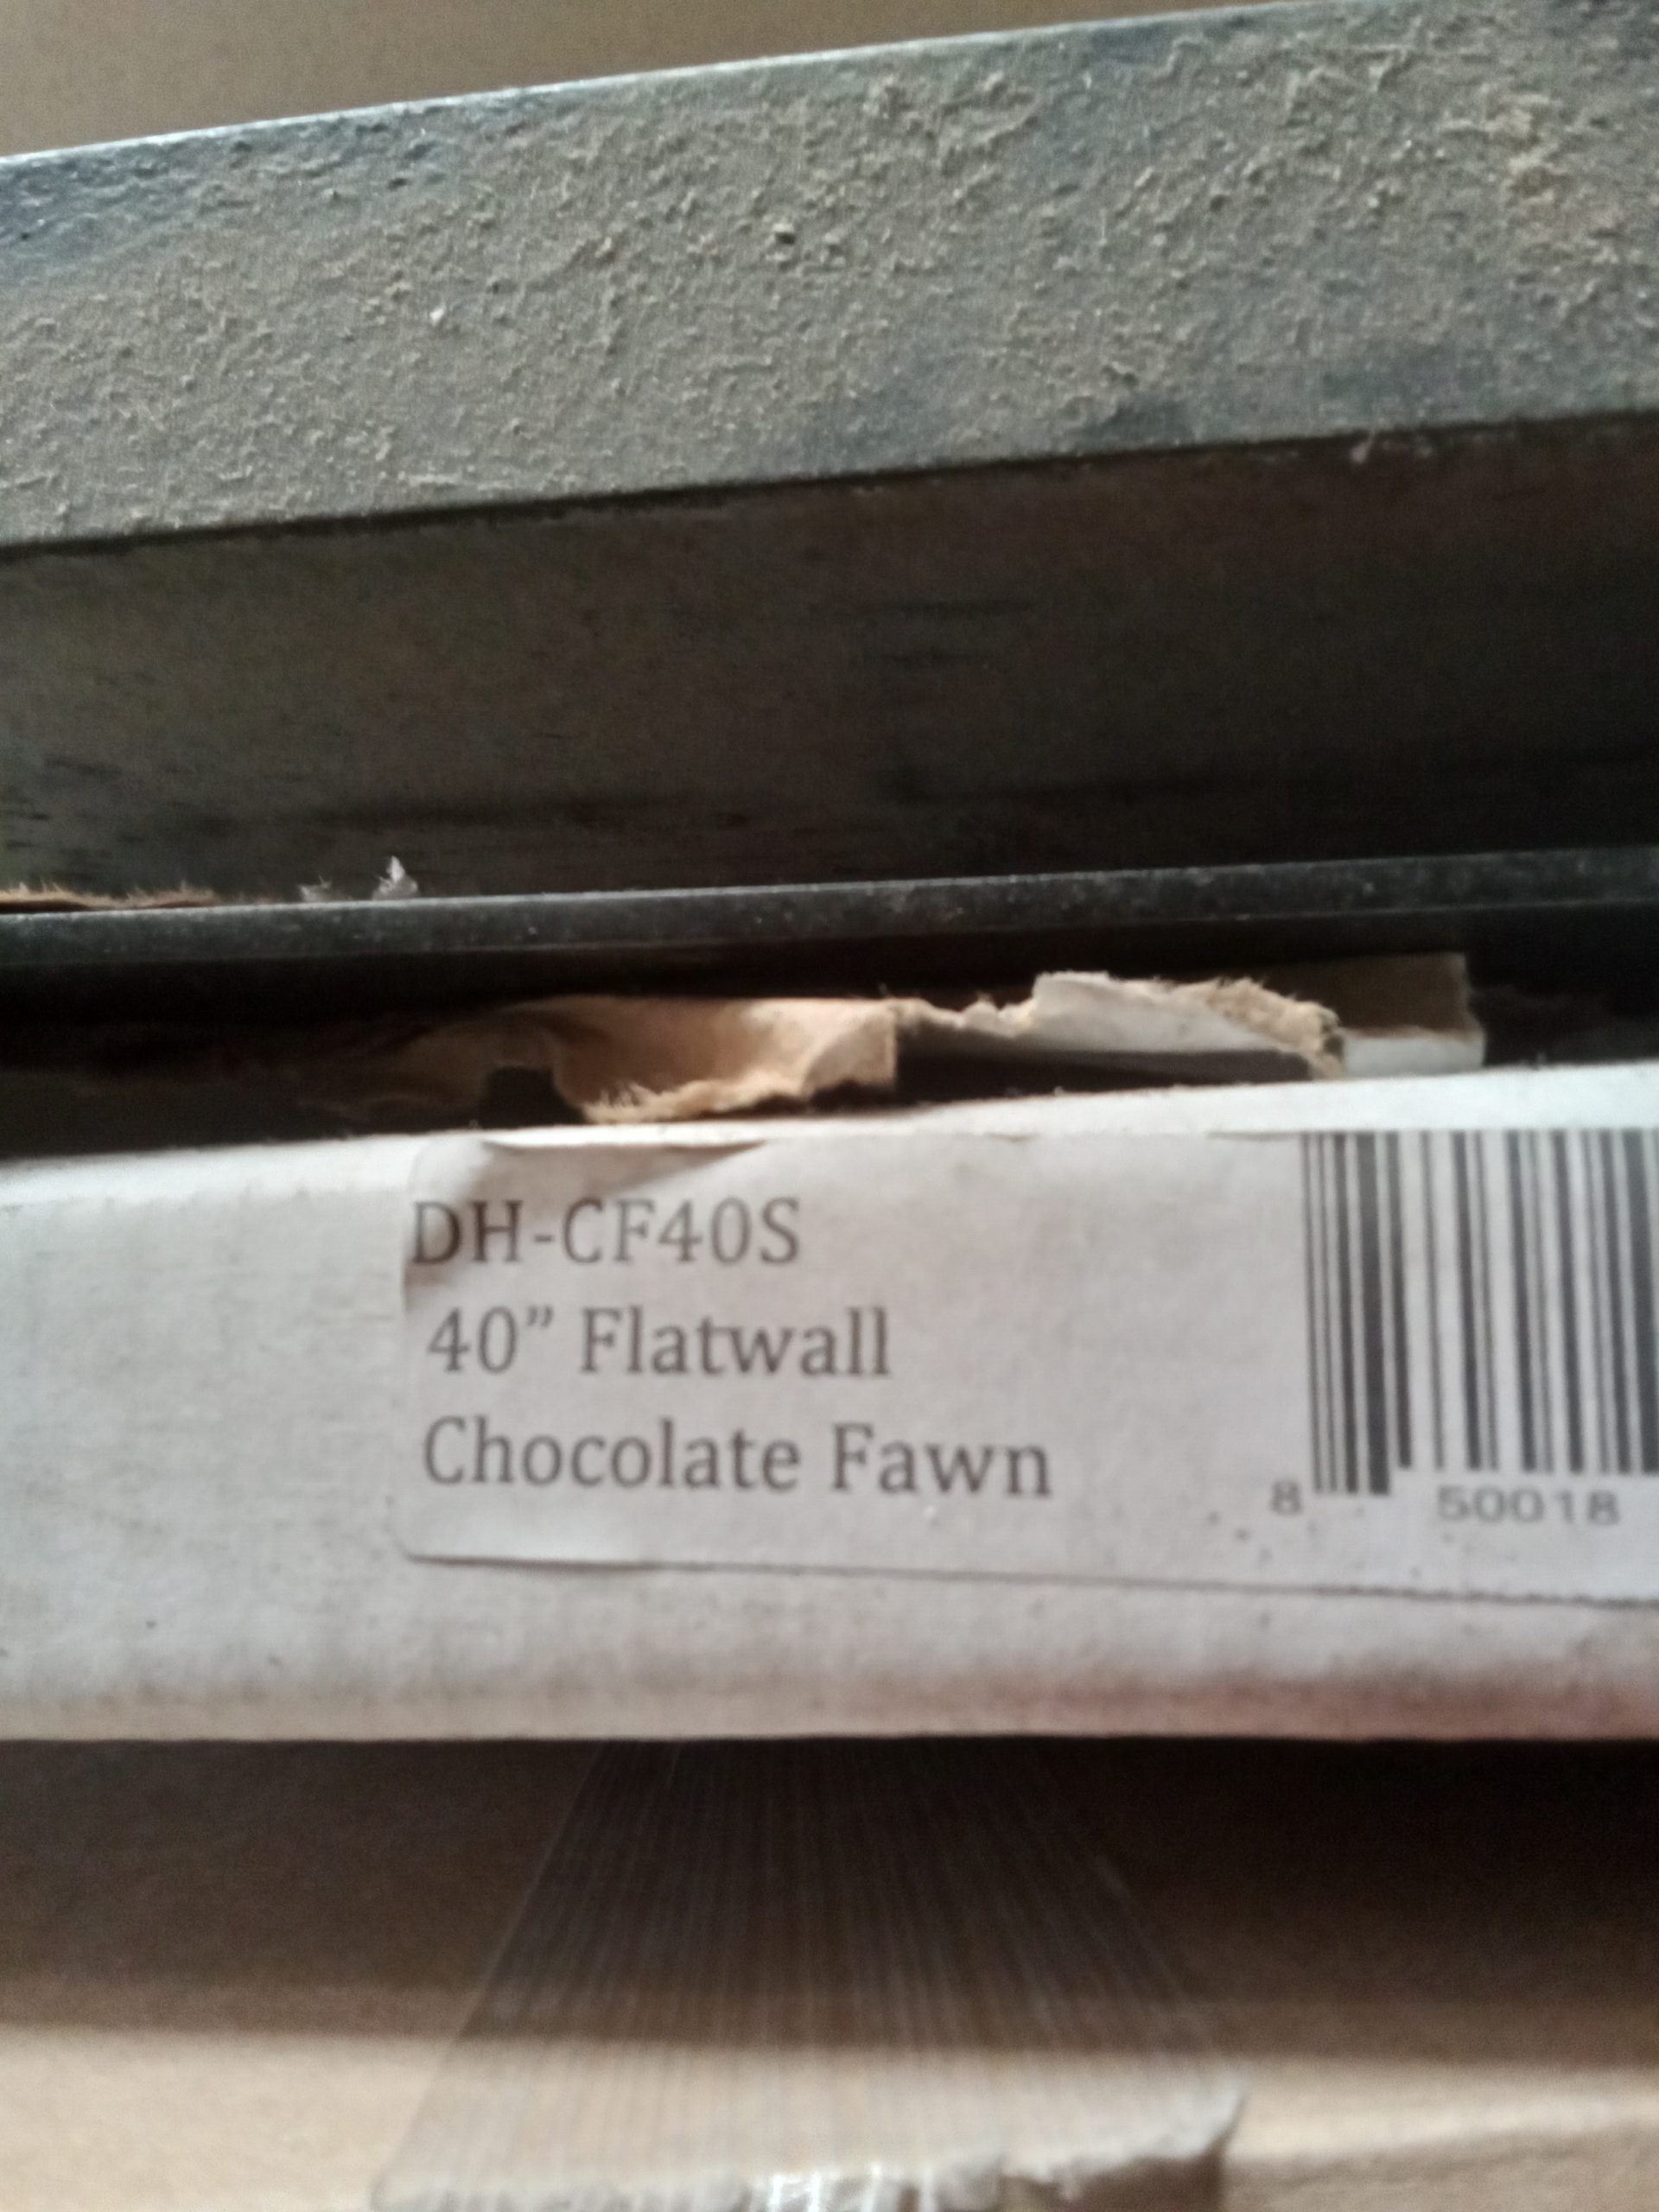 DH-CF40S
40” Flatwall
Chocolate Fawn
8 50018